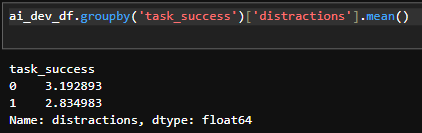 ai_dev_df.groupby('task_success')['distractions'].mean()
task_success
0    3.192893
1    2.834983
Name: distractions, dtype: float64